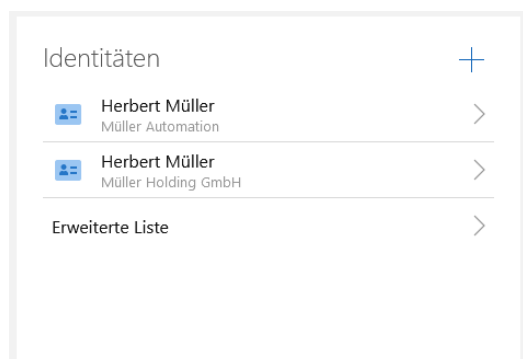 Identitäten
Herbert Müller
Müller Automation
Herbert Müller
Müller Holding GmbH
Erweiterte Liste